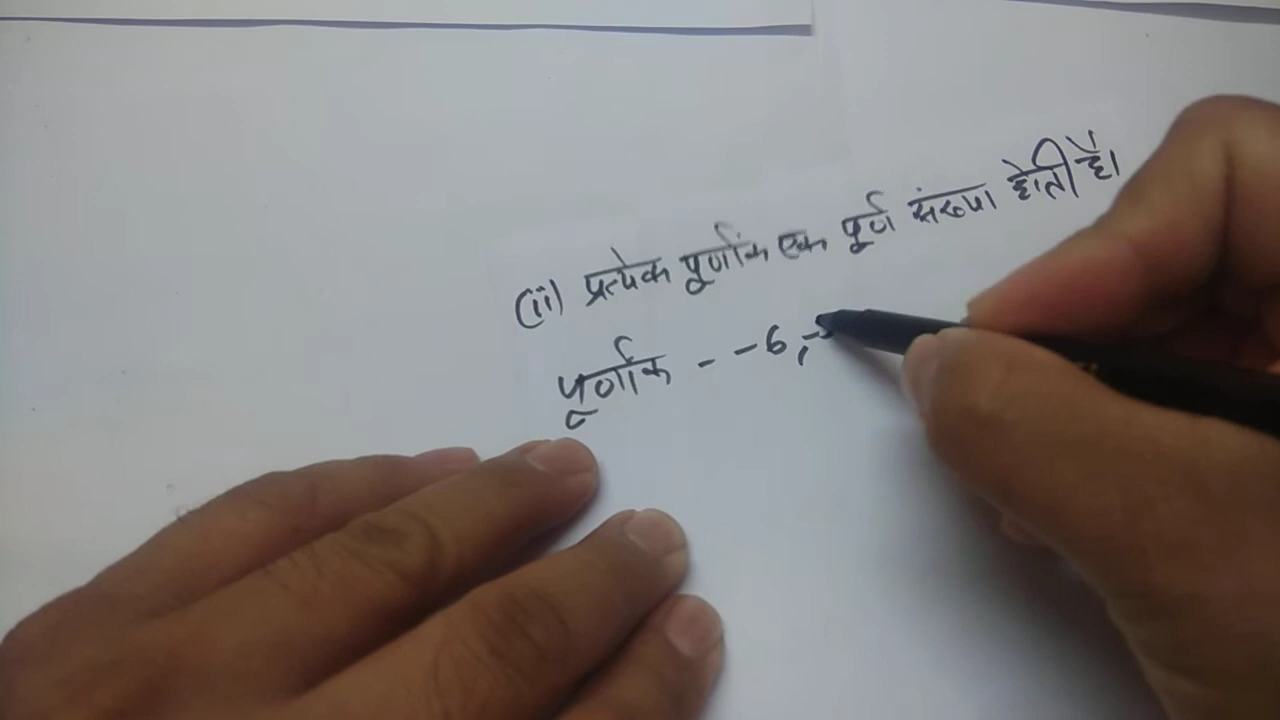 (ii) प्रत्येक पूर्णांक एक पूर्ण संख्या होती है।
पूर्णांक - -6, -